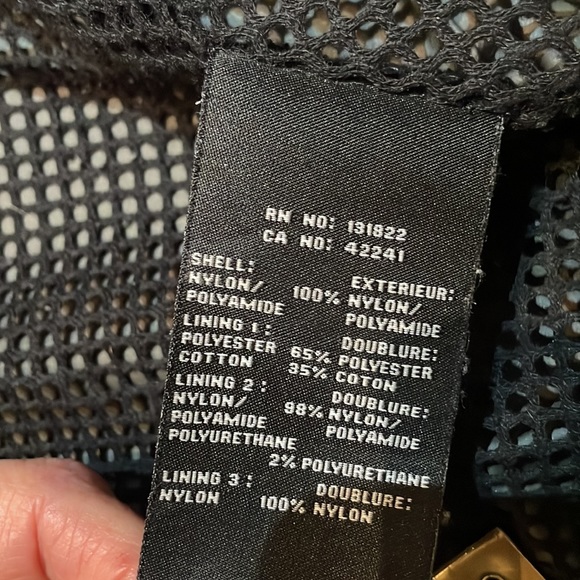 RN NO: 131822
CA NO: 42241
SHELL: EXTERIEUR:
NYLON/ 100% NYLON/
POLYAMIDE POLYAMIDE
LINING 1: DOUBLURE:
POLYESTER 65% POLYESTER
COTTON 35% COTON
LINING 2: DOUBLURE:
NYLON/ 98% NYLON/
POLYAMIDE POLYAMIDE
POLYURETHANE
2% POLYURETHANE
LINING 3: DOUBLURE:
NYLON 100% NYLON